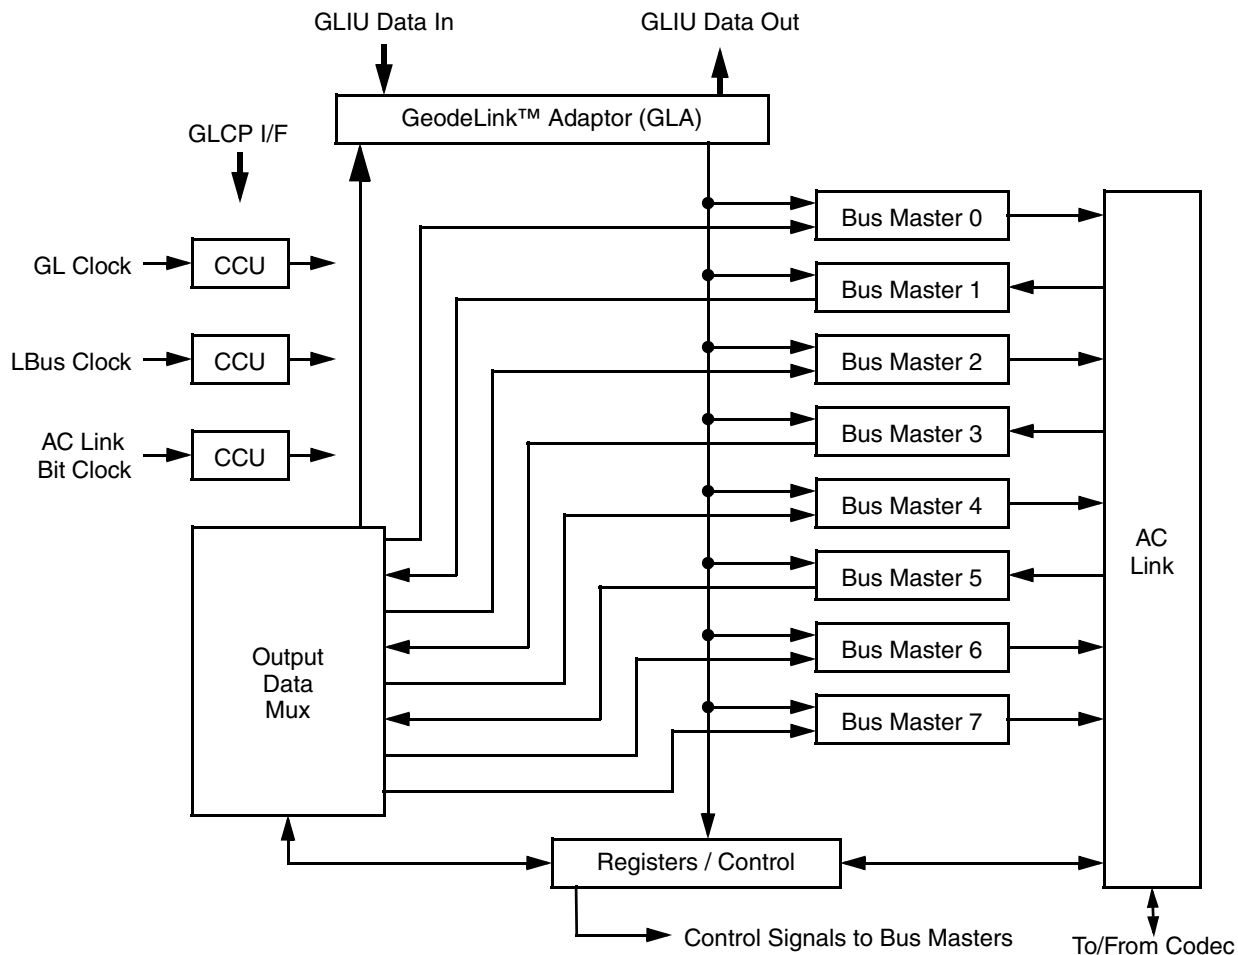 GLIU Data In
GLIU Data Out
GeodeLink™ Adaptor (GLA)
GLCP I/F
Bus Master 0
GL Clock
CCU
Bus Master 1
LBus Clock
CCU
Bus Master 2
AC Link
Bit Clock
CCU
Bus Master 3
Bus Master 4
AC
Link
Bus Master 5
Output
Data
Mux
Bus Master 6
Bus Master 7
Registers / Control
Control Signals to Bus Masters
To/From Codec